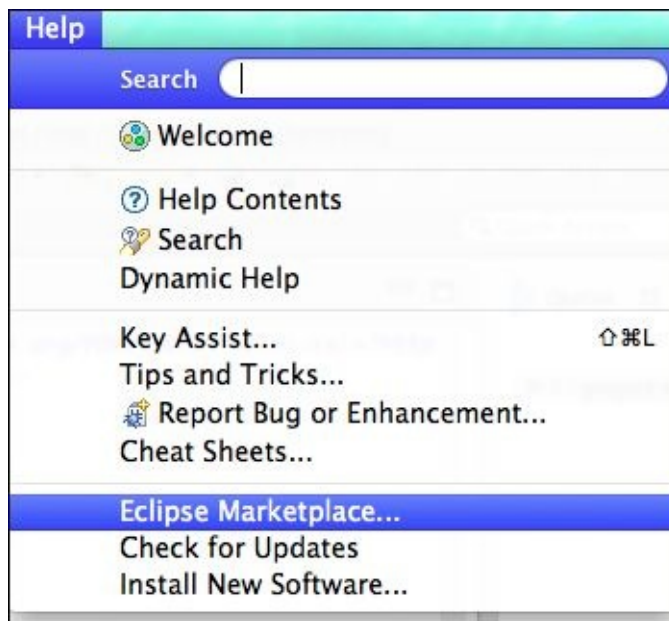 Help
Search
Welcome
Help Contents
Search
Dynamic Help
Key Assist... ⇧⌘L
Tips and Tricks...
Report Bug or Enhancement...
Cheat Sheets...
Eclipse Marketplace...
Check for Updates
Install New Software...